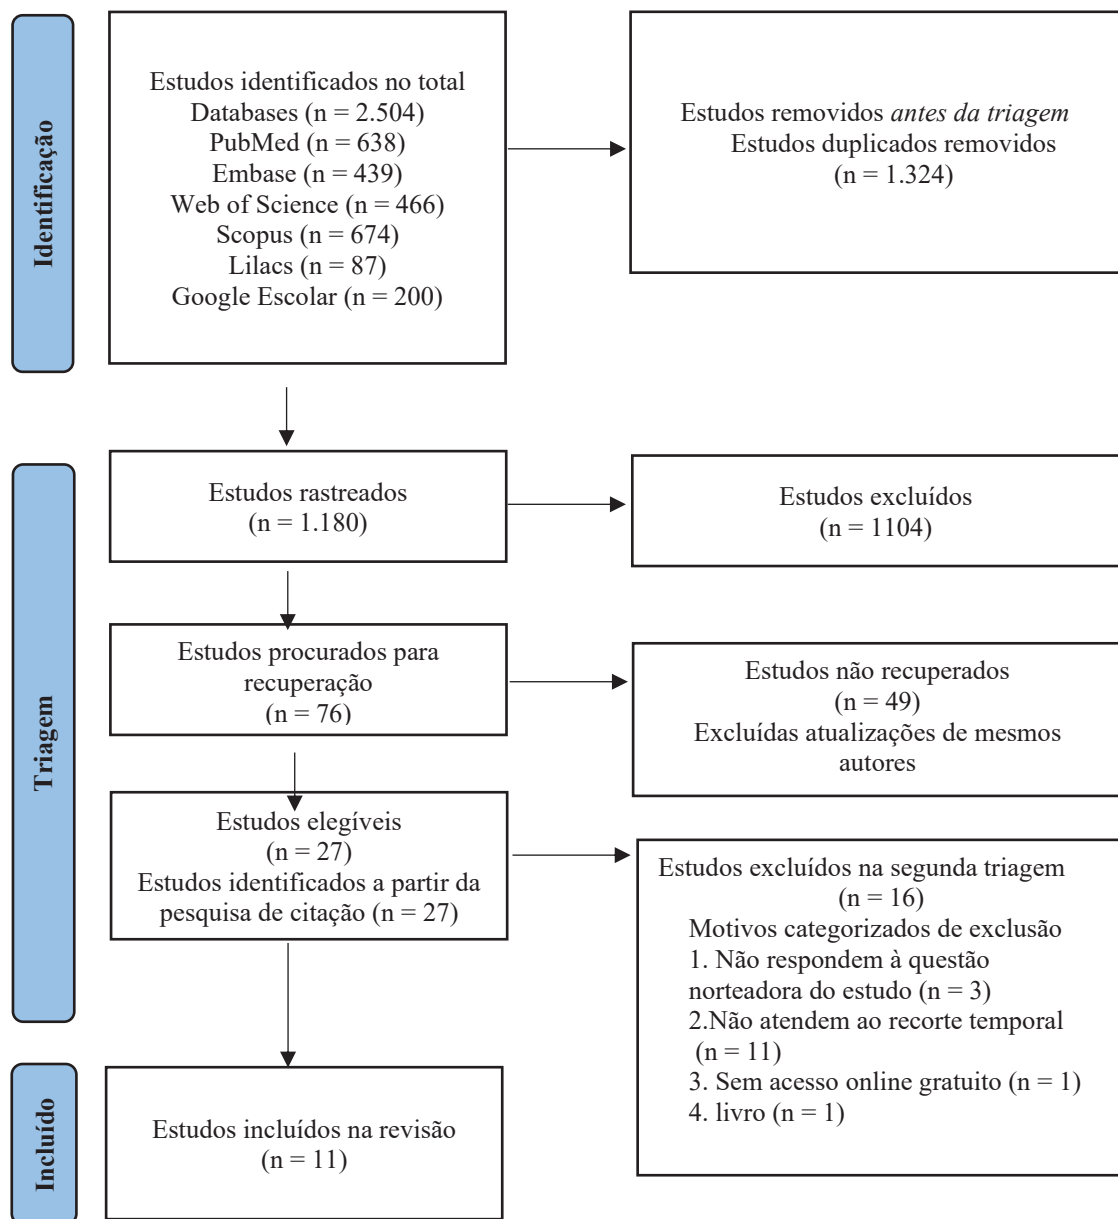 Identificação
Estudos identificados no total
Databases (n = 2.504)
PubMed (n = 638)
Embase (n = 439)
Web of Science (n = 466)
Scopus (n = 674)
Lilacs (n = 87)
Google Escolar (n = 200)
Estudos removidos antes da triagem
Estudos duplicados removidos
(n = 1.324)
Triagem
Estudos rastreados
(n = 1.180)
Estudos excluídos
(n = 1104)
Estudos procurados para
recuperação
(n = 76)
Estudos não recuperados
(n = 49)
Excluídas atualizações de mesmos
autores
Estudos elegíveis
(n = 27)
Estudos identificados a partir da
pesquisa de citação (n = 27)
Estudos excluídos na segunda triagem
(n = 16)
Motivos categorizados de exclusão
1. Não respondem à questão
norteadora do estudo (n = 3)
2.Não atendem ao recorte temporal
(n = 11)
3. Sem acesso online gratuito (n = 1)
4. livro (n = 1)
Incluído
Estudos incluídos na revisão
(n = 11)